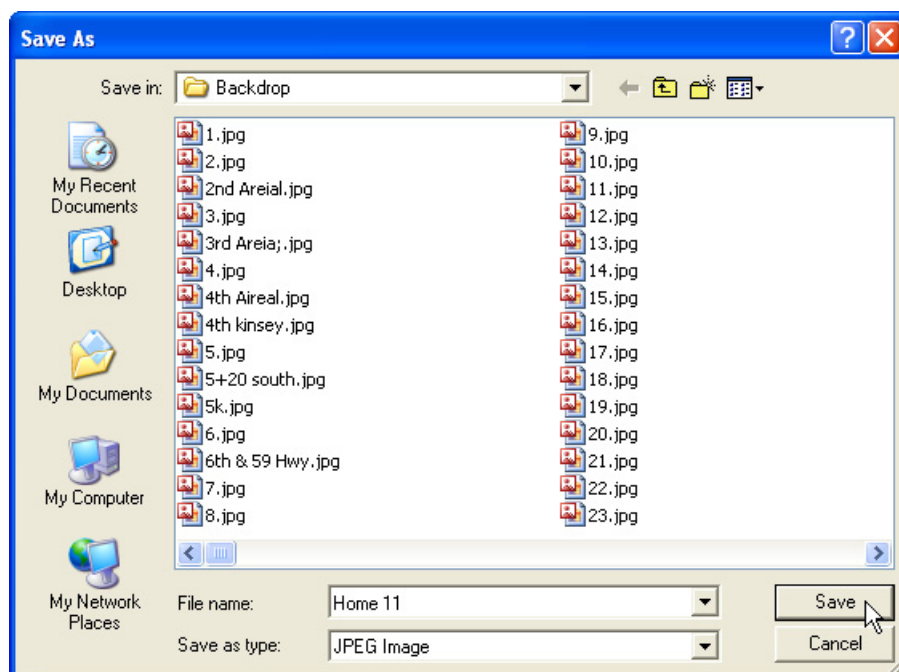 Save As
Save in:
Backdrop
My Recent
Documents
Desktop
My Documents
My Computer
My Network
Places
1.jpg
2.jpg
2nd Areial.jpg
3.jpg
3rd Areia;.jpg
4.jpg
4th Aireal.jpg
4th kinsey.jpg
5.jpg
5+20 south.jpg
5k.jpg
6.jpg
6th & 59 Hwy.jpg
7.jpg
8.jpg
9.jpg
10.jpg
11.jpg
12.jpg
13.jpg
14.jpg
15.jpg
16.jpg
17.jpg
18.jpg
19.jpg
20.jpg
21.jpg
22.jpg
23.jpg
File name:
Home 11
Save
Save as type:
JPEG Image
Cancel